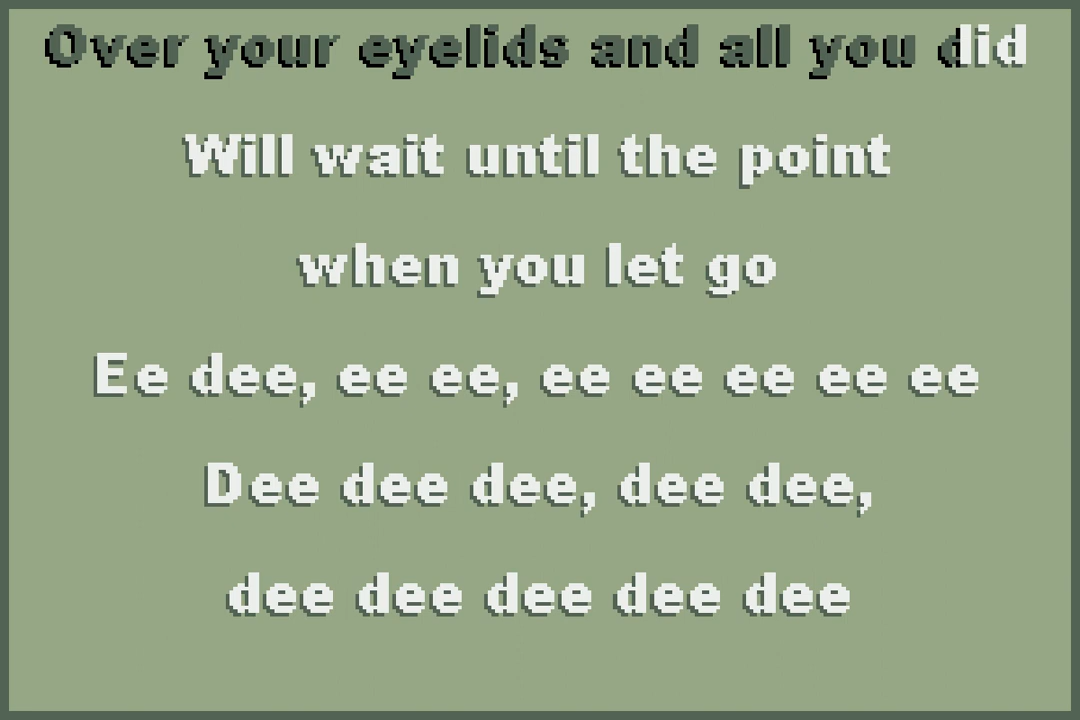 Over your eyelids and all you did
Will wait until the point
when you let go
Ee dee, ee ee, ee ee ee ee ee
Dee dee dee, dee dee,
dee dee dee dee dee